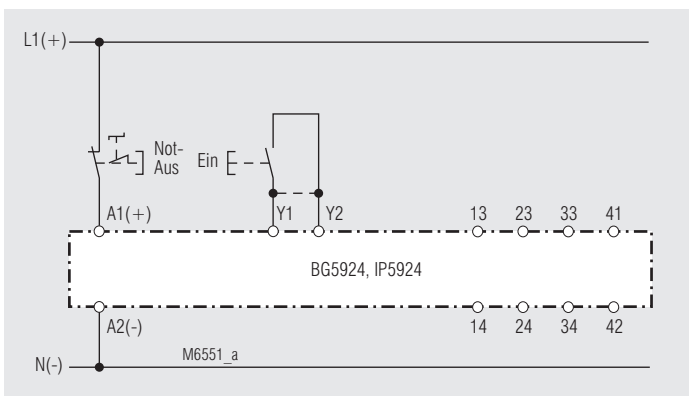 L1(+)
Not-
Aus
Ein
A1(+)
Y1
Y2
13
23
33
41
BG5924, IP5924
A2(-)
14
24
34
42
M6551_a
N(-)